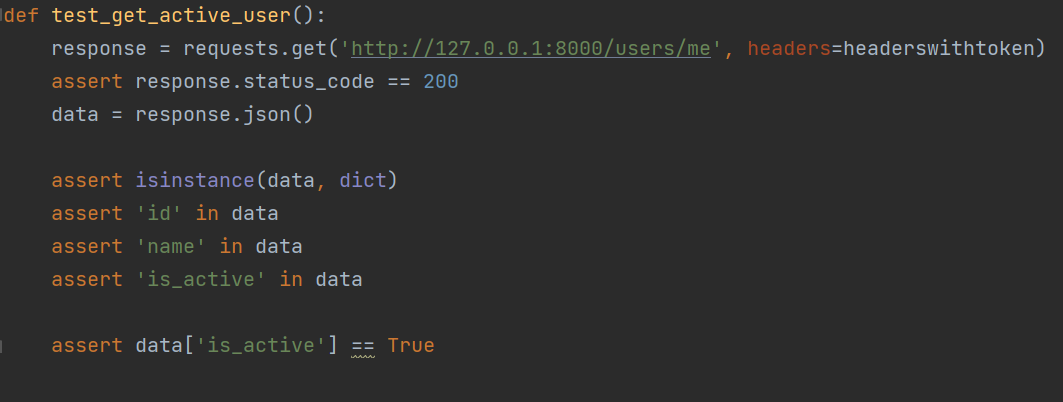 def test_get_active_user():
    response = requests.get('http://127.0.0.1:8000/users/me', headers=headerswithtoken)
    assert response.status_code == 200
    data = response.json()

    assert isinstance(data, dict)
    assert 'id' in data
    assert 'name' in data
    assert 'is_active' in data

    assert data['is_active'] == True